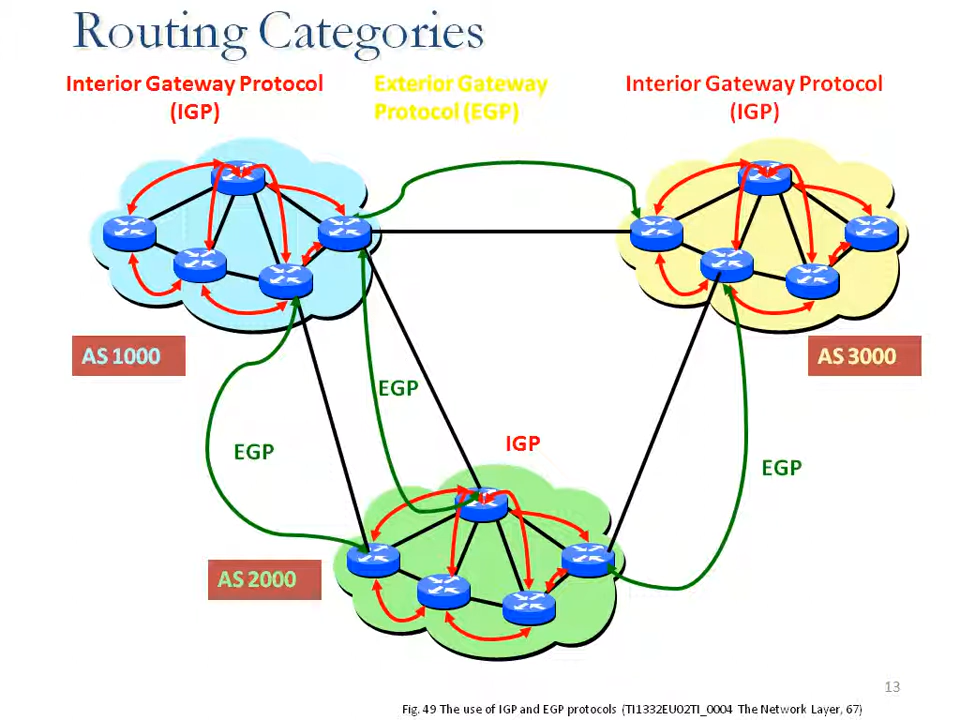 Routing Categories
Interior Gateway Protocol
(IGP)
Exterior Gateway
Protocol (EGP)
Interior Gateway Protocol
(IGP)
AS 1000
AS 3000
EGP
EGP
IGP
EGP
AS 2000
13
Fig. 49 The use of IGP and EGP protocols (TI1332EU02TI_0004 The Network Layer, 67)